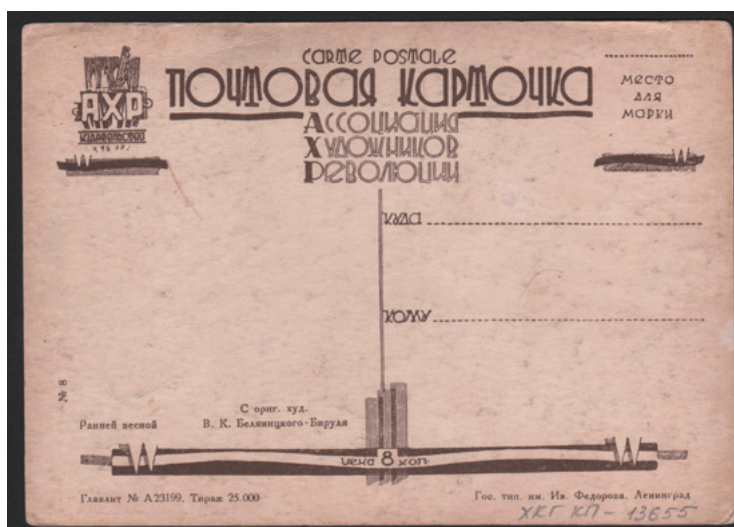 CARTE POSTALE
ПОЧТОВАЯ КАРТОЧКА
АССОЦИАЦИЯ
ХУДОЖНИКОВ
РЕВОЛЮЦИИ
АХР
ИЗДАТЕЛЬСТВО
МЕСТО
ДЛЯ
МАРКИ
КУДА
КОМУ
№ 8
Ранней весной
С ориг. худ.
В. К. Беляницкого-Бируля
ЦЕНА 8 КОП
Главлит № А 23199. Тираж 25.000
Гос. тип. им. Ив. Федорова. Ленинград
ХКГ КП - 13655